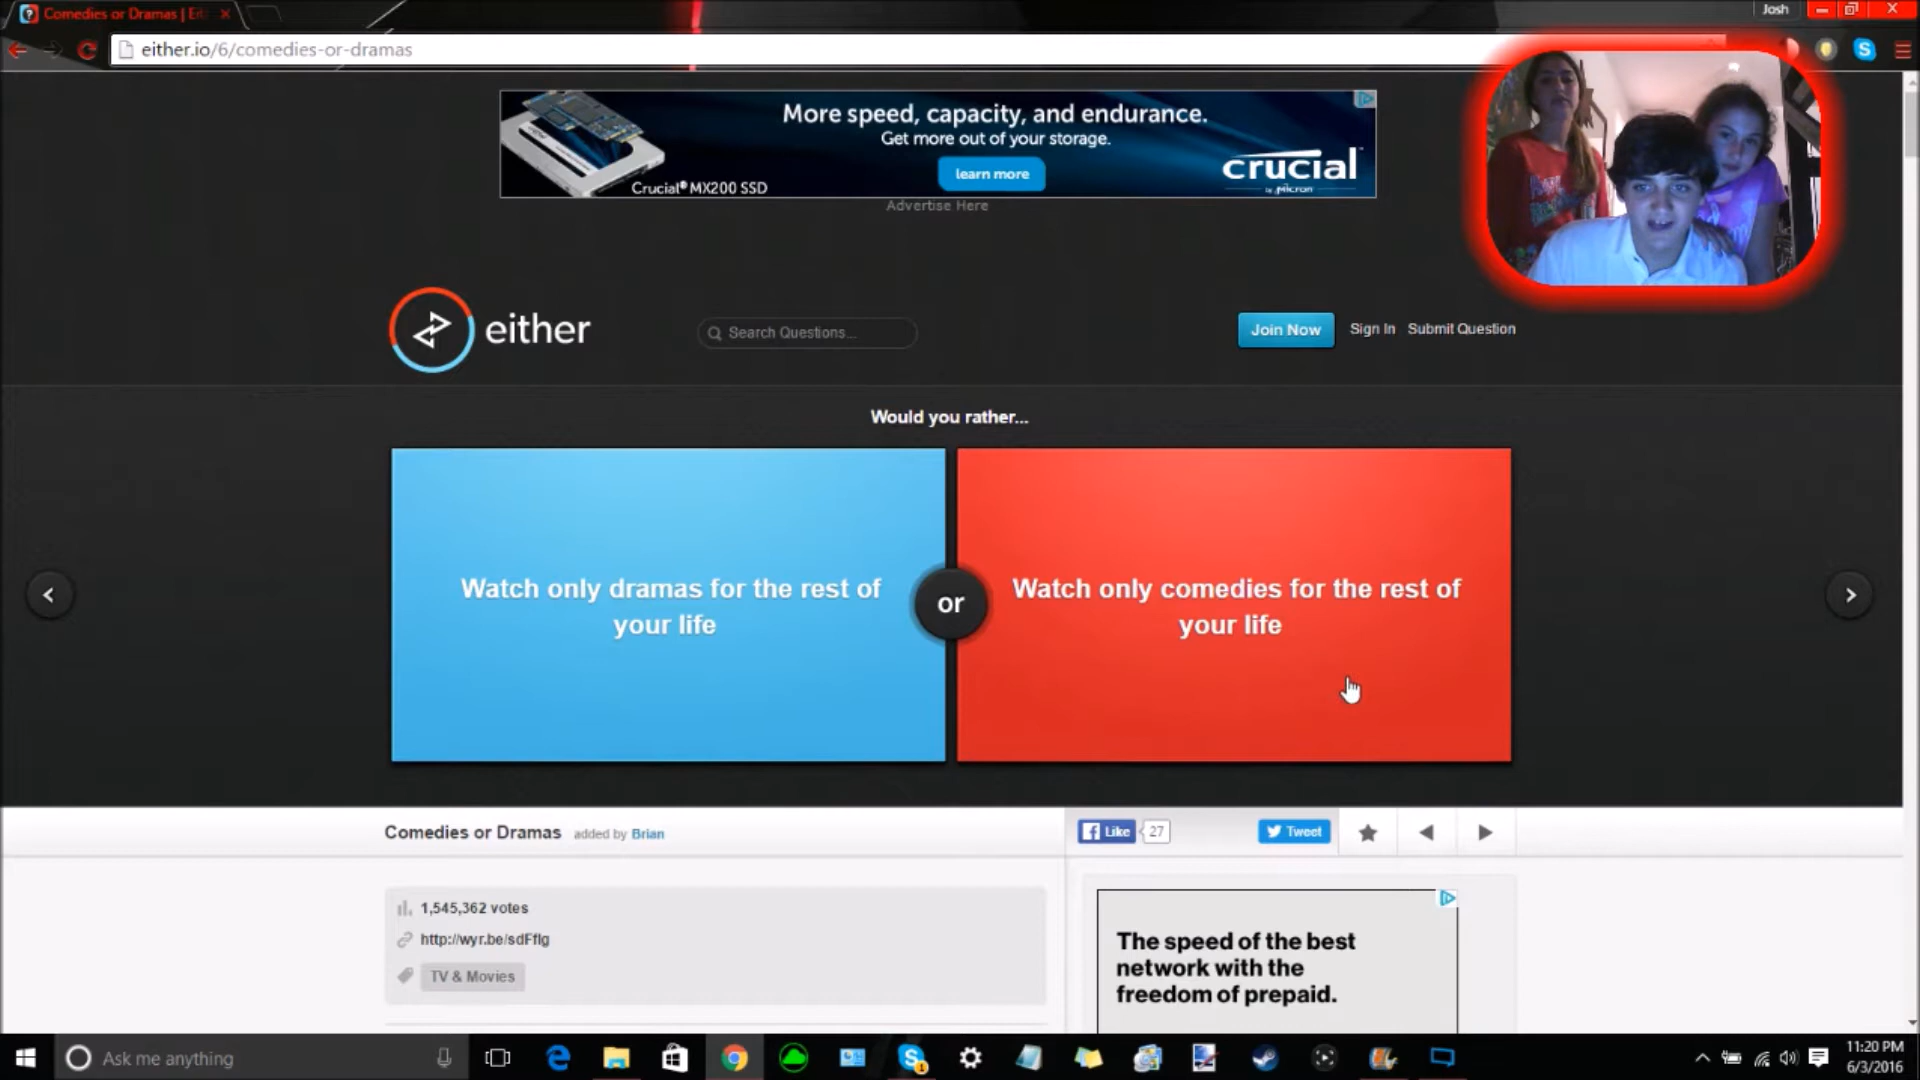 Comedies or Dramas | Eit
Josh
either.io/6/comedies-or-dramas
More speed, capacity, and endurance.
Get more out of your storage.
learn more
crucial
by Micron
Crucial® MX200 SSD
Advertise Here
either
Search Questions...
Join Now
Sign In
Submit Question
Would you rather...
Watch only dramas for the rest of
your life
or
Watch only comedies for the rest of
your life
Comedies or Dramas added by Brian
Like 27
Tweet
1,545,362 votes
http://wyr.be/sdFflg
TV & Movies
The speed of the best
network with the
freedom of prepaid.
Ask me anything
11:20 PM
6/3/2016